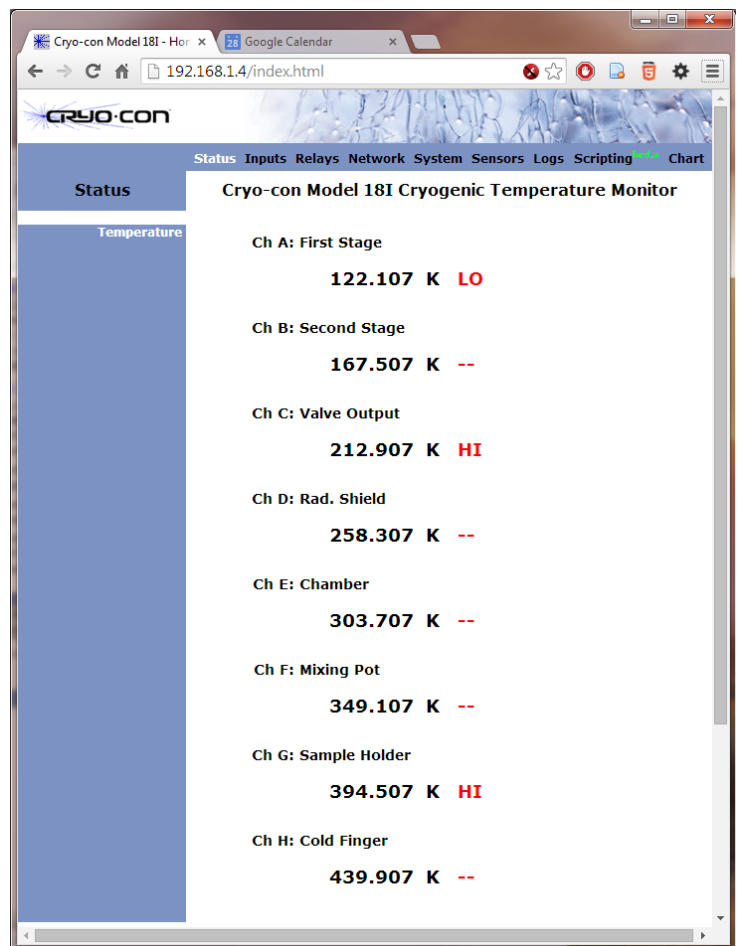 Cryo-con Model 18I - Hor
28 Google Calendar
192.168.1.4/index.html
CRYO·CON
Status Inputs Relays Network System Sensors Logs Scripting beta Chart
Status
Cryo-con Model 18I Cryogenic Temperature Monitor
Temperature
Ch A: First Stage
122.107 K LO
Ch B: Second Stage
167.507 K --
Ch C: Valve Output
212.907 K HI
Ch D: Rad. Shield
258.307 K --
Ch E: Chamber
303.707 K --
Ch F: Mixing Pot
349.107 K --
Ch G: Sample Holder
394.507 K HI
Ch H: Cold Finger
439.907 K --